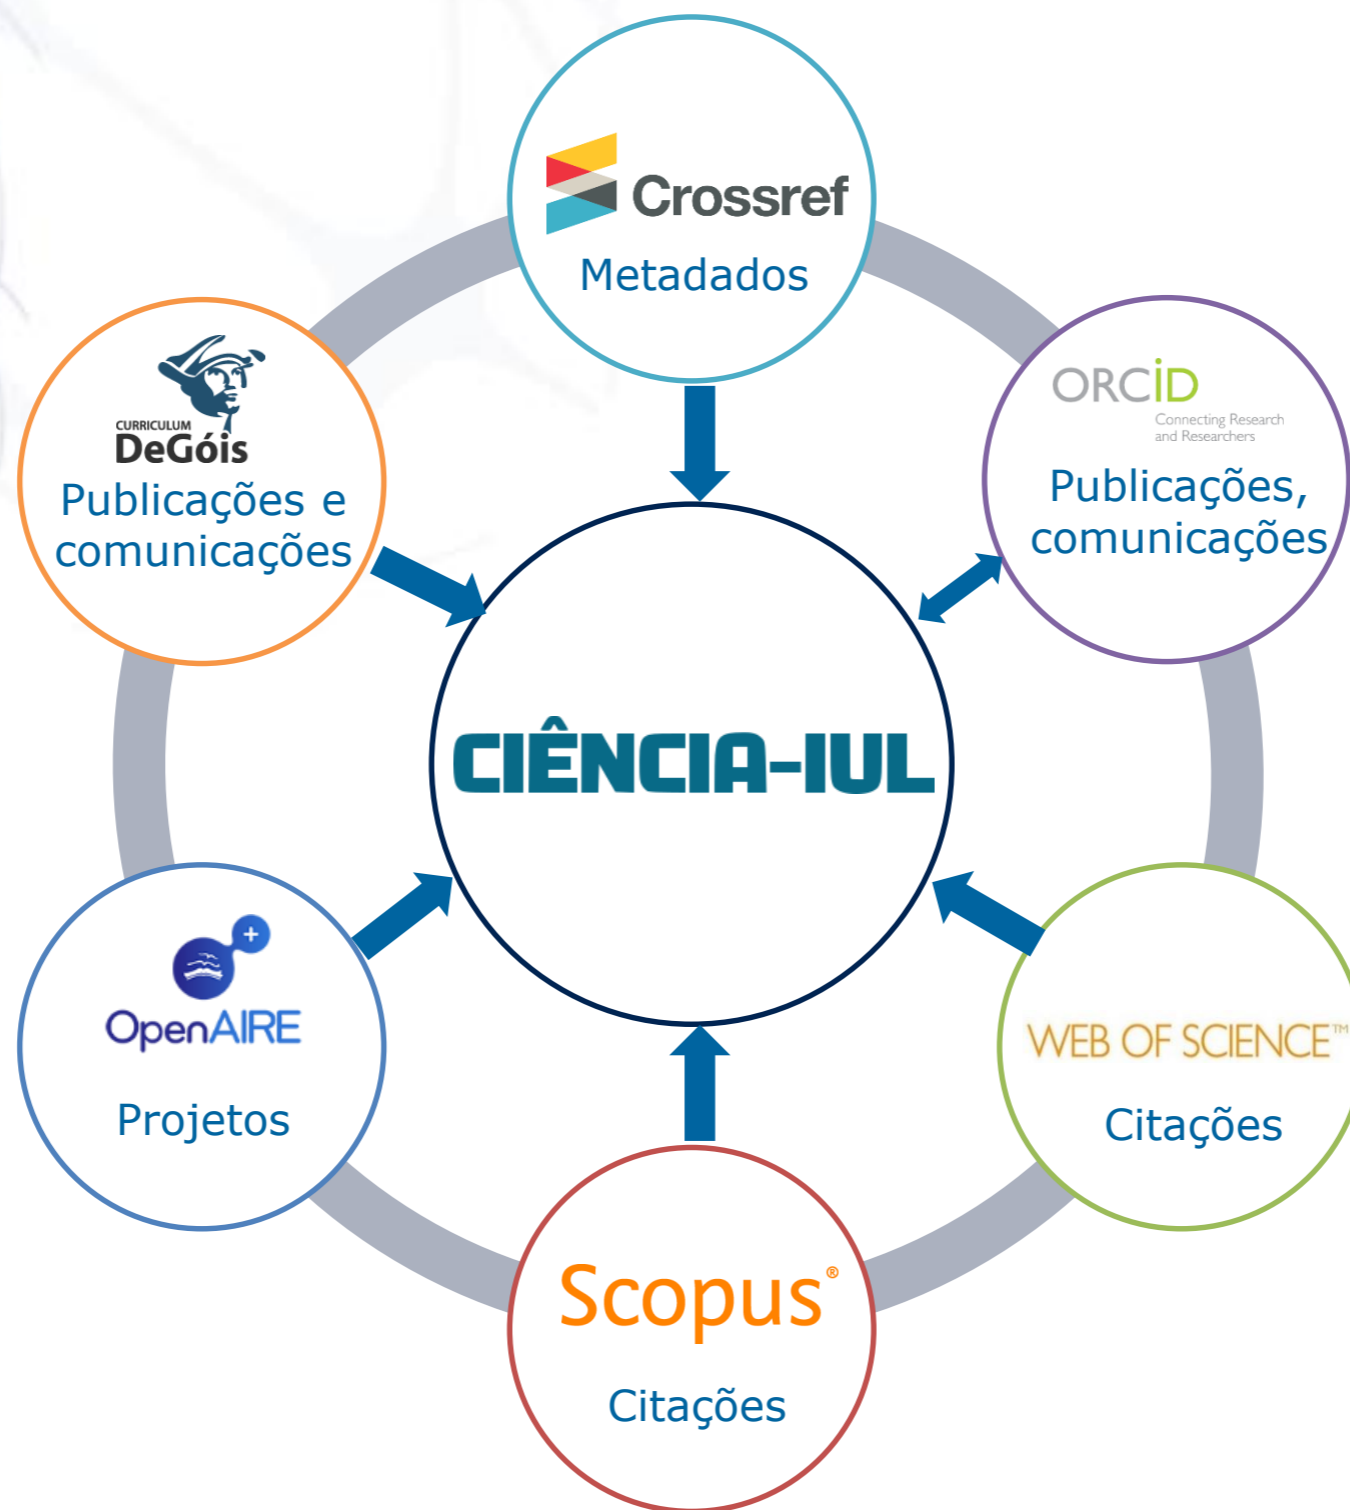 Crossref
Metadados
CURRICULUM
DeGóis
Publicações e
comunicações
ORCiD
Connecting Research
and Researchers
Publicações,
comunicações
CIÊNCIA-IUL
OpenAIRE
Projetos
WEB OF SCIENCE™
Citações
Scopus®
Citações